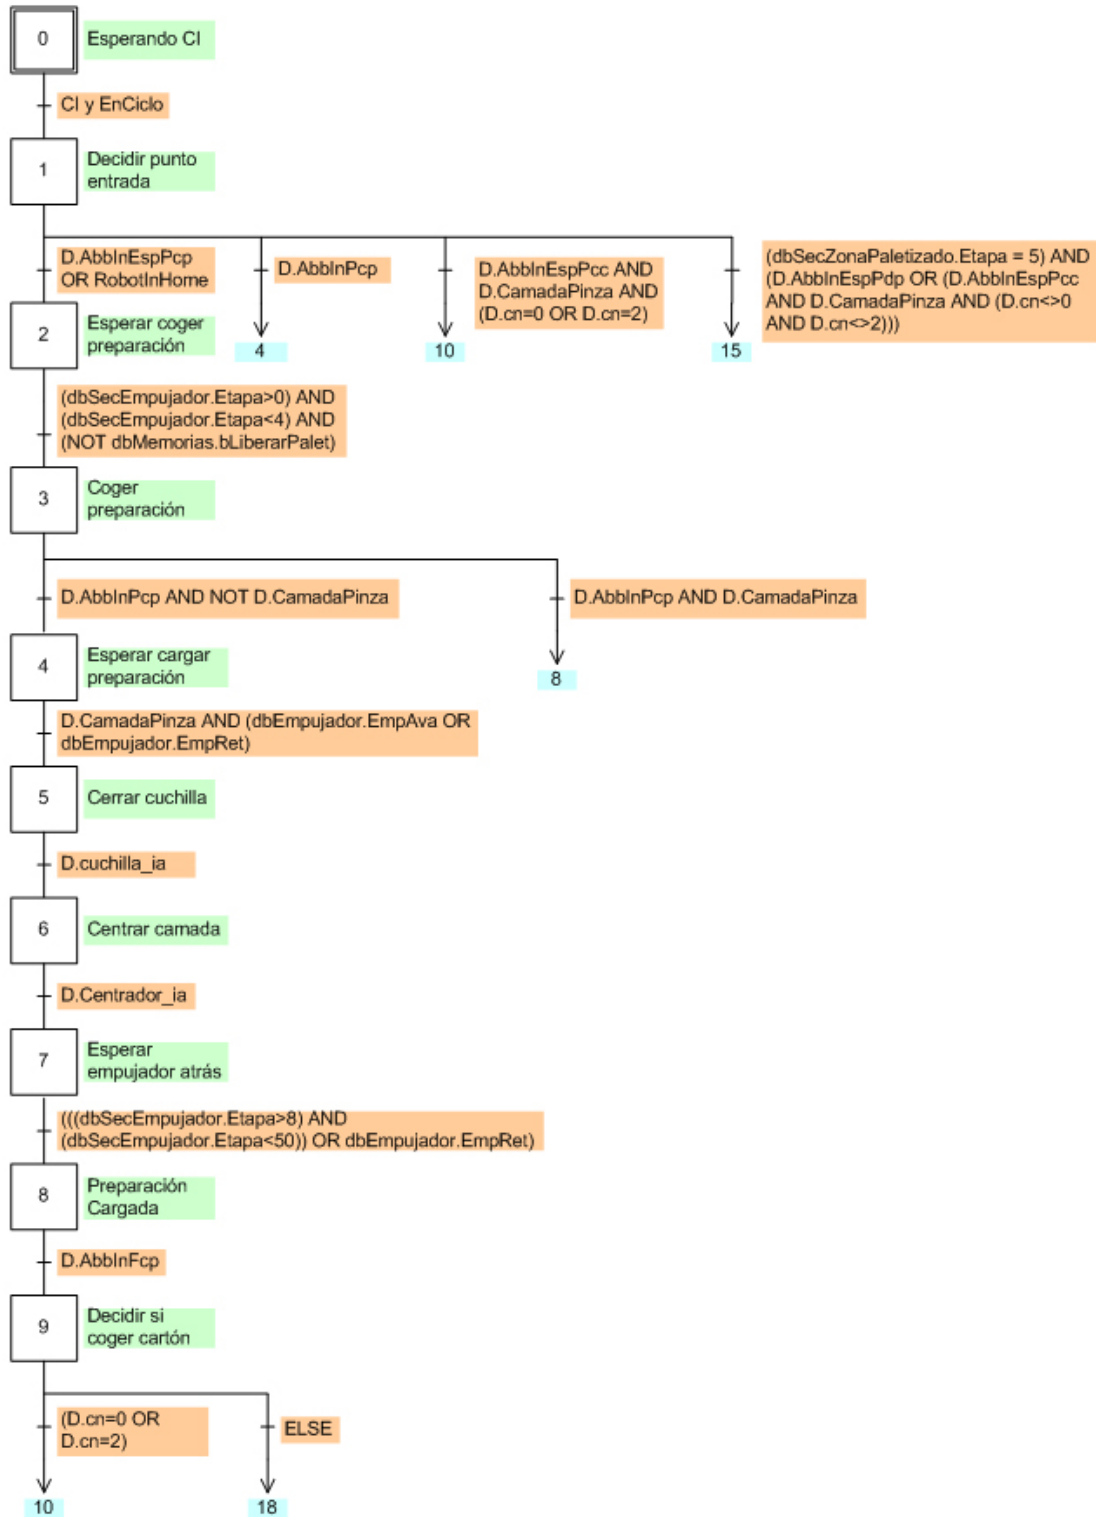 0
Esperando CI
CI y EnCiclo
1
Decidir punto
entrada
D.AbbInEspPcp
OR RobotInHome
D.AbbInPcp
D.AbbInEspPcc AND
D.CamadaPinza AND
(D.cn=0 OR D.cn=2)
(dbSecZonaPaletizado.Etapa = 5) AND
(D.AbbInEspPdp OR (D.AbbInEspPcc
AND D.CamadaPinza AND (D.cn<>0
AND D.cn<>2)))
2
Esperar coger
preparación
4
10
15
(dbSecEmpujador.Etapa>0) AND
(dbSecEmpujador.Etapa<4) AND
(NOT dbMemorias.bLiberarPalet)
3
Coger
preparación
D.AbbInPcp AND NOT D.CamadaPinza
D.AbbInPcp AND D.CamadaPinza
4
Esperar cargar
preparación
8
D.CamadaPinza AND (dbEmpujador.EmpAva OR
dbEmpujador.EmpRet)
5
Cerrar cuchilla
D.cuchilla_ia
6
Centrar camada
D.Centrador_ia
7
Esperar
empujador atrás
(((dbSecEmpujador.Etapa>8) AND
(dbSecEmpujador.Etapa<50)) OR dbEmpujador.EmpRet)
8
Preparación
Cargada
D.AbbInFcp
9
Decidir si
coger cartón
(D.cn=0 OR
D.cn=2)
ELSE
10
18